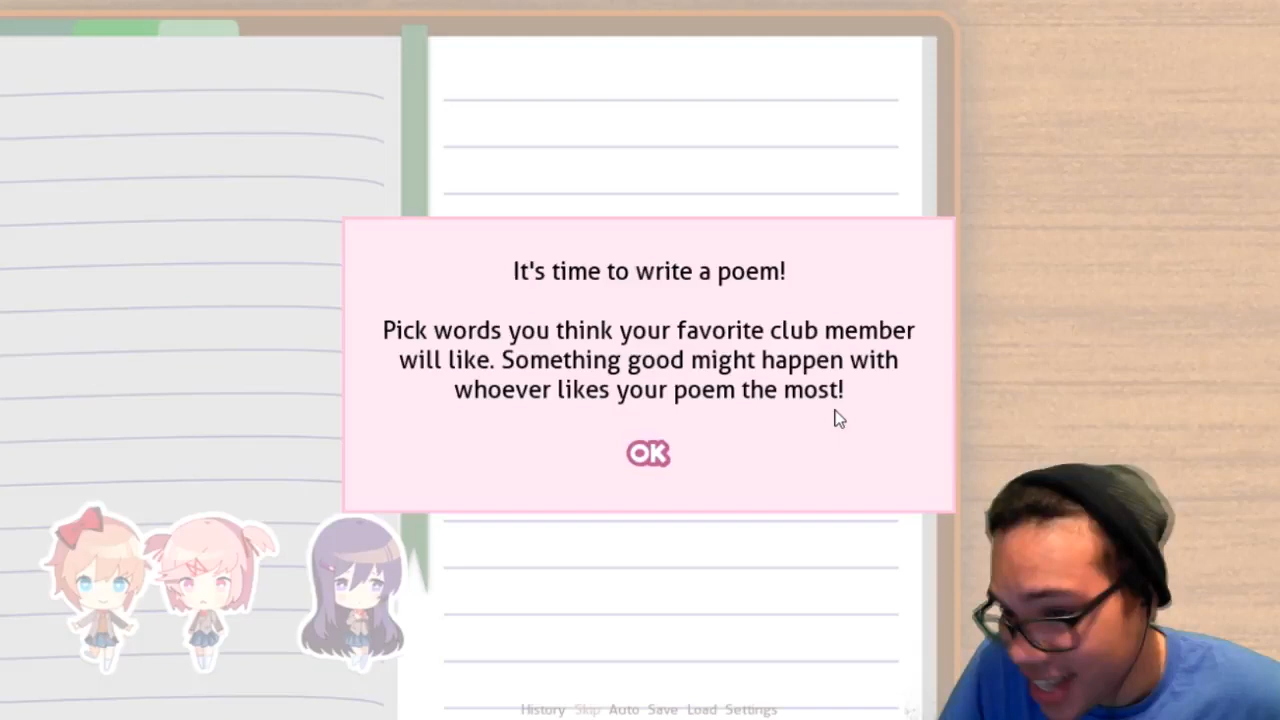 It's time to write a poem!
Pick words you think your favorite club member
will like. Something good might happen with
whoever likes your poem the most!
OK
History Skip Auto Save Load Settings